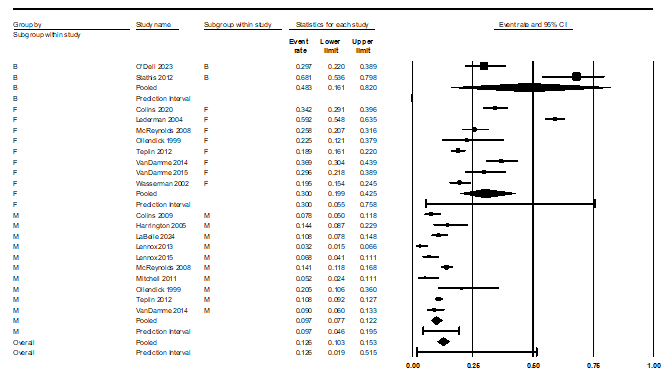 Group by Study name Subgroup within study Statistics for each study Event rate and 95% CI
Subgroup within study
Event rate Lower limit Upper limit
B O'Dell 2023 B 0.297 0.220 0.389
B Stathis 2012 B 0.681 0.536 0.798
B Pooled 0.483 0.161 0.820
B Prediction Interval
F Colins 2020 F 0.342 0.291 0.396
F Lederman 2004 F 0.592 0.548 0.635
F McReynolds 2008 F 0.258 0.207 0.316
F Ollendick 1999 F 0.225 0.121 0.379
F Teplin 2012 F 0.189 0.161 0.220
F VanDamme 2014 F 0.369 0.304 0.439
F VanDamme 2015 F 0.296 0.218 0.389
F Wasserman 2002 F 0.195 0.154 0.245
F Pooled 0.300 0.199 0.425
F Prediction Interval 0.300 0.055 0.758
M Colins 2009 M 0.078 0.050 0.118
M Harrington 2005 M 0.144 0.087 0.229
M LaBelle 2024 M 0.108 0.078 0.148
M Lennox2013 M 0.032 0.015 0.066
M Lennox2015 M 0.068 0.041 0.111
M McReynolds 2008 M 0.141 0.118 0.168
M Mitchell 2011 M 0.052 0.024 0.111
M Ollendick 1999 M 0.205 0.106 0.360
M Teplin 2012 M 0.108 0.092 0.127
M VanDamme 2014 M 0.090 0.060 0.133
M Pooled 0.097 0.077 0.122
M Prediction Interval 0.097 0.046 0.195
Overall Pooled 0.126 0.103 0.153
Overall Prediction Interval 0.126 0.019 0.515
0.00 0.25 0.50 0.75 1.00